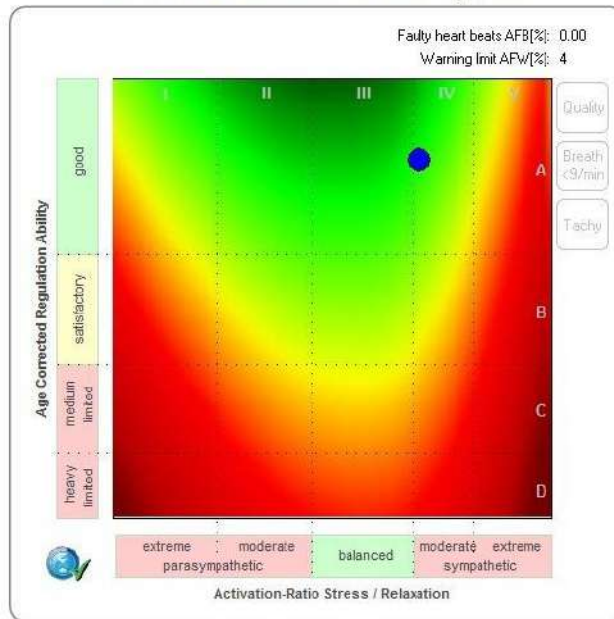 Faulty heart beats AFB[%]: 0.00
Warning limit AFW[%]: 4
I II III IV V
Quality
Breath
<9/min
Tachy
A
B
C
D
Age Corrected Regulation Ability
good
satisfactory
medium
limited
heavy
limited
extreme moderate
parasympathetic
balanced
moderate extreme
sympathetic
Activation-Ratio Stress / Relaxation